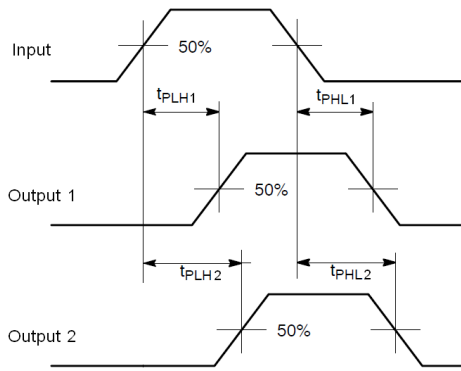 Input
50%
tPLH1
tPHL1
Output 1
50%
tPLH2
tPHL2
Output 2
50%